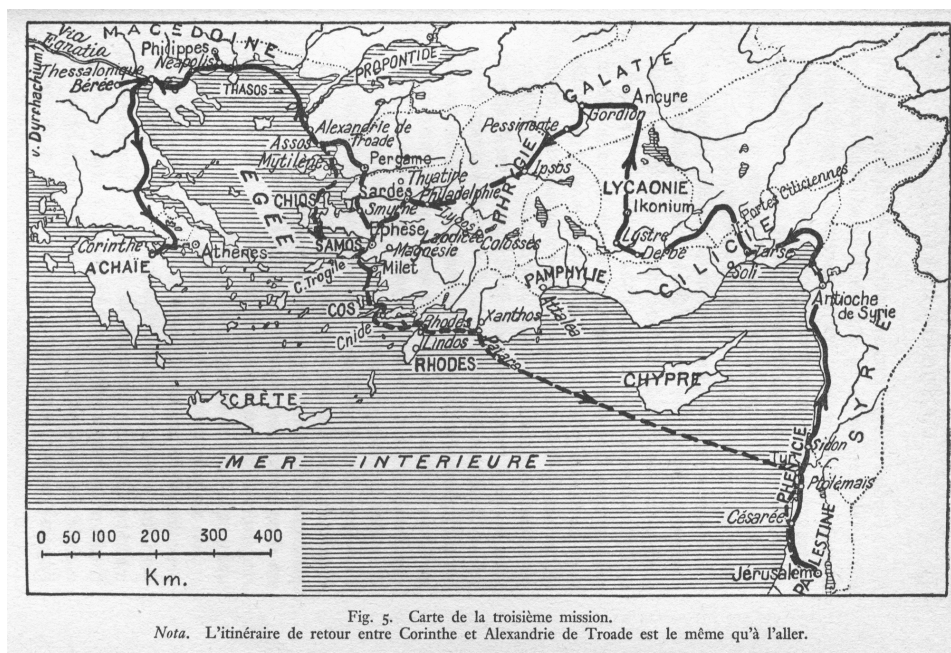 Via
Egnatia
v. Dyrrhachium
MACEDOINE
Philippes
Neapolis
Thessalonique
Bérée
THASOS
PROPONTIDE
GALATIE
Ancyre
Gordion
Pessinonte
Alexandrie de
Troade
Assos
Mytilène
Pergame
Ipsos
PHRYGIE
Thyatire
Sardes
Philadelphie
EGÉE
CHIOS
Smyrne
Lycos
Laodicée
Colosses
LYCAONIE
Ikonium
Portes Ciliciennes
Ephèse
SAMOS
Magnésie
Lystre
Derbé
CILICIE
Tarse
Soli
Corinthe
Athènes
ACHAÏE
C. Trogile
Milet
PAMPHYLIE
Attalea
Antioche
de Syrie
COS
Cnide
Rhodes
Lindos
RHODES
Xanthos
Patara
CHYPRE
SYRIE
CRÈTE
MER INTERIEURE
Tyr
Sidon
PHENICIE
Ptolémaïs
Césarée
PALESTINE
Jérusalem
0 50 100 200 300 400
Km.
Fig. 5. Carte de la troisième mission.
Nota. L'itinéraire de retour entre Corinthe et Alexandrie de Troade est le même qu'à l'aller.